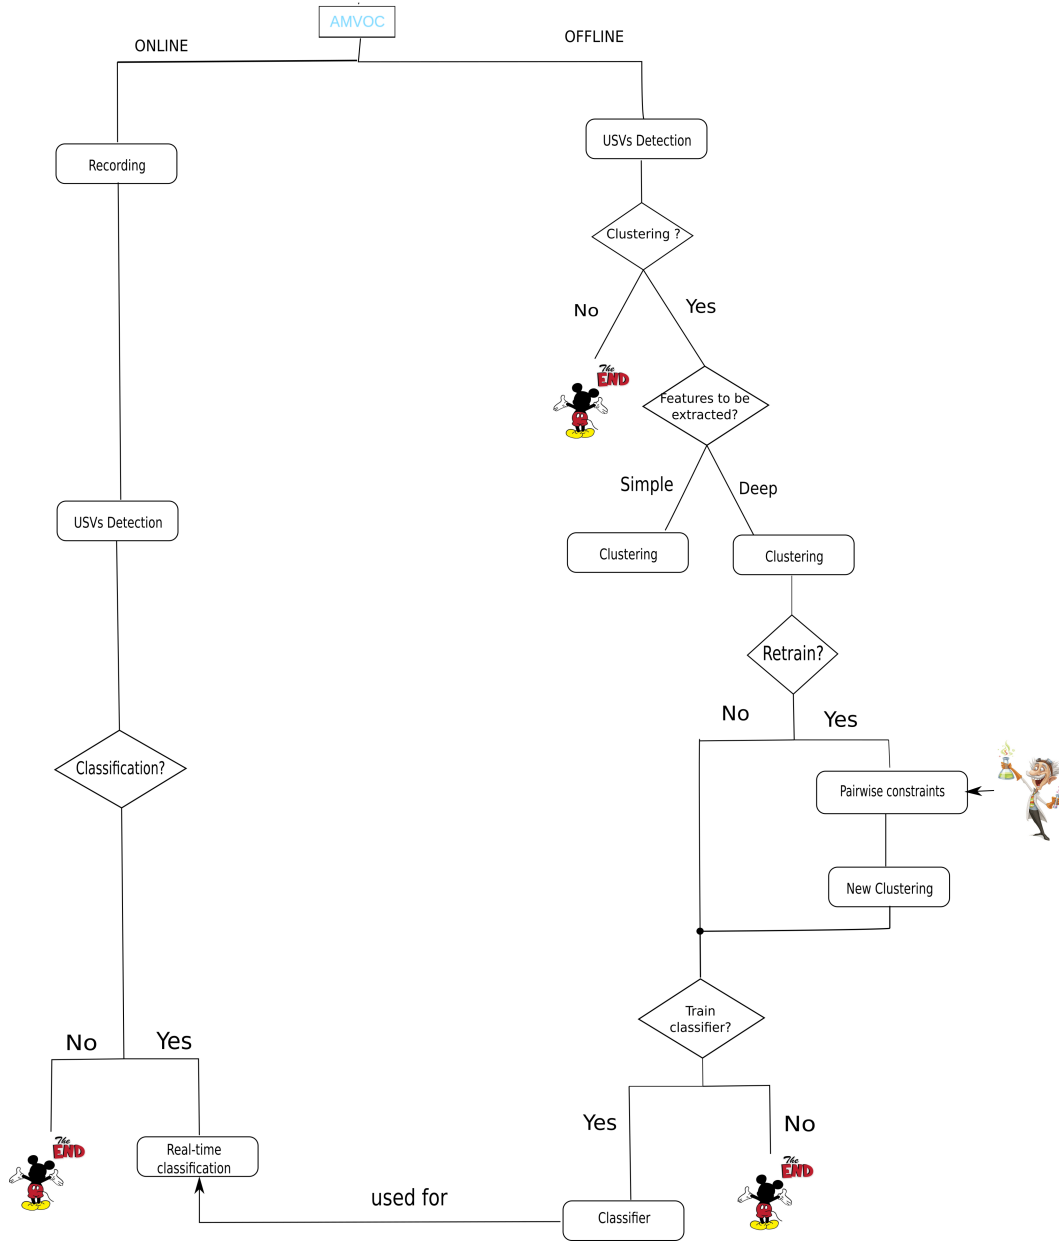 AMVOC
ONLINE
OFFLINE
USVs Detection
Recording
Clustering ?
No
Yes
The
END
Features to be
extracted?
Simple
Deep
USVs Detection
Clustering
Clustering
Retrain?
No
Yes
Classification?
Pairwise constraints
New Clustering
Train
classifier?
No
Yes
Yes
No
The
END
Real-time
classification
The
END
used for
Classifier